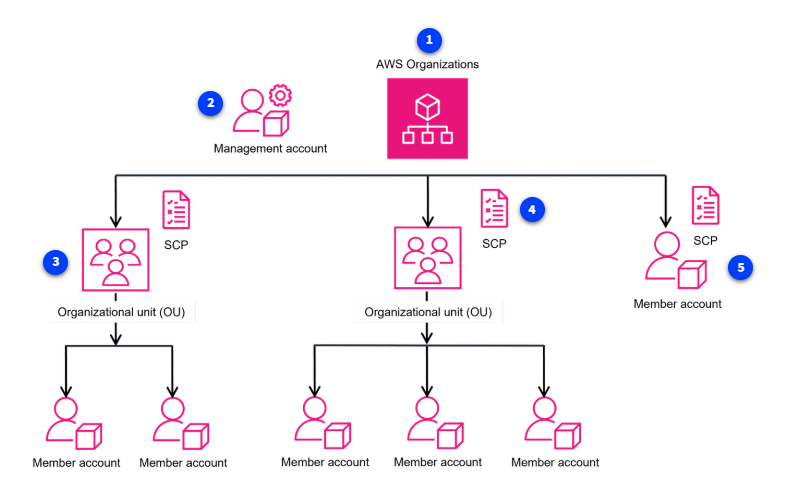 1
AWS Organizations
2
Management account
SCP
4
SCP
SCP
3
5
Organizational unit (OU)
Organizational unit (OU)
Member account
Member account
Member account
Member account
Member account
Member account